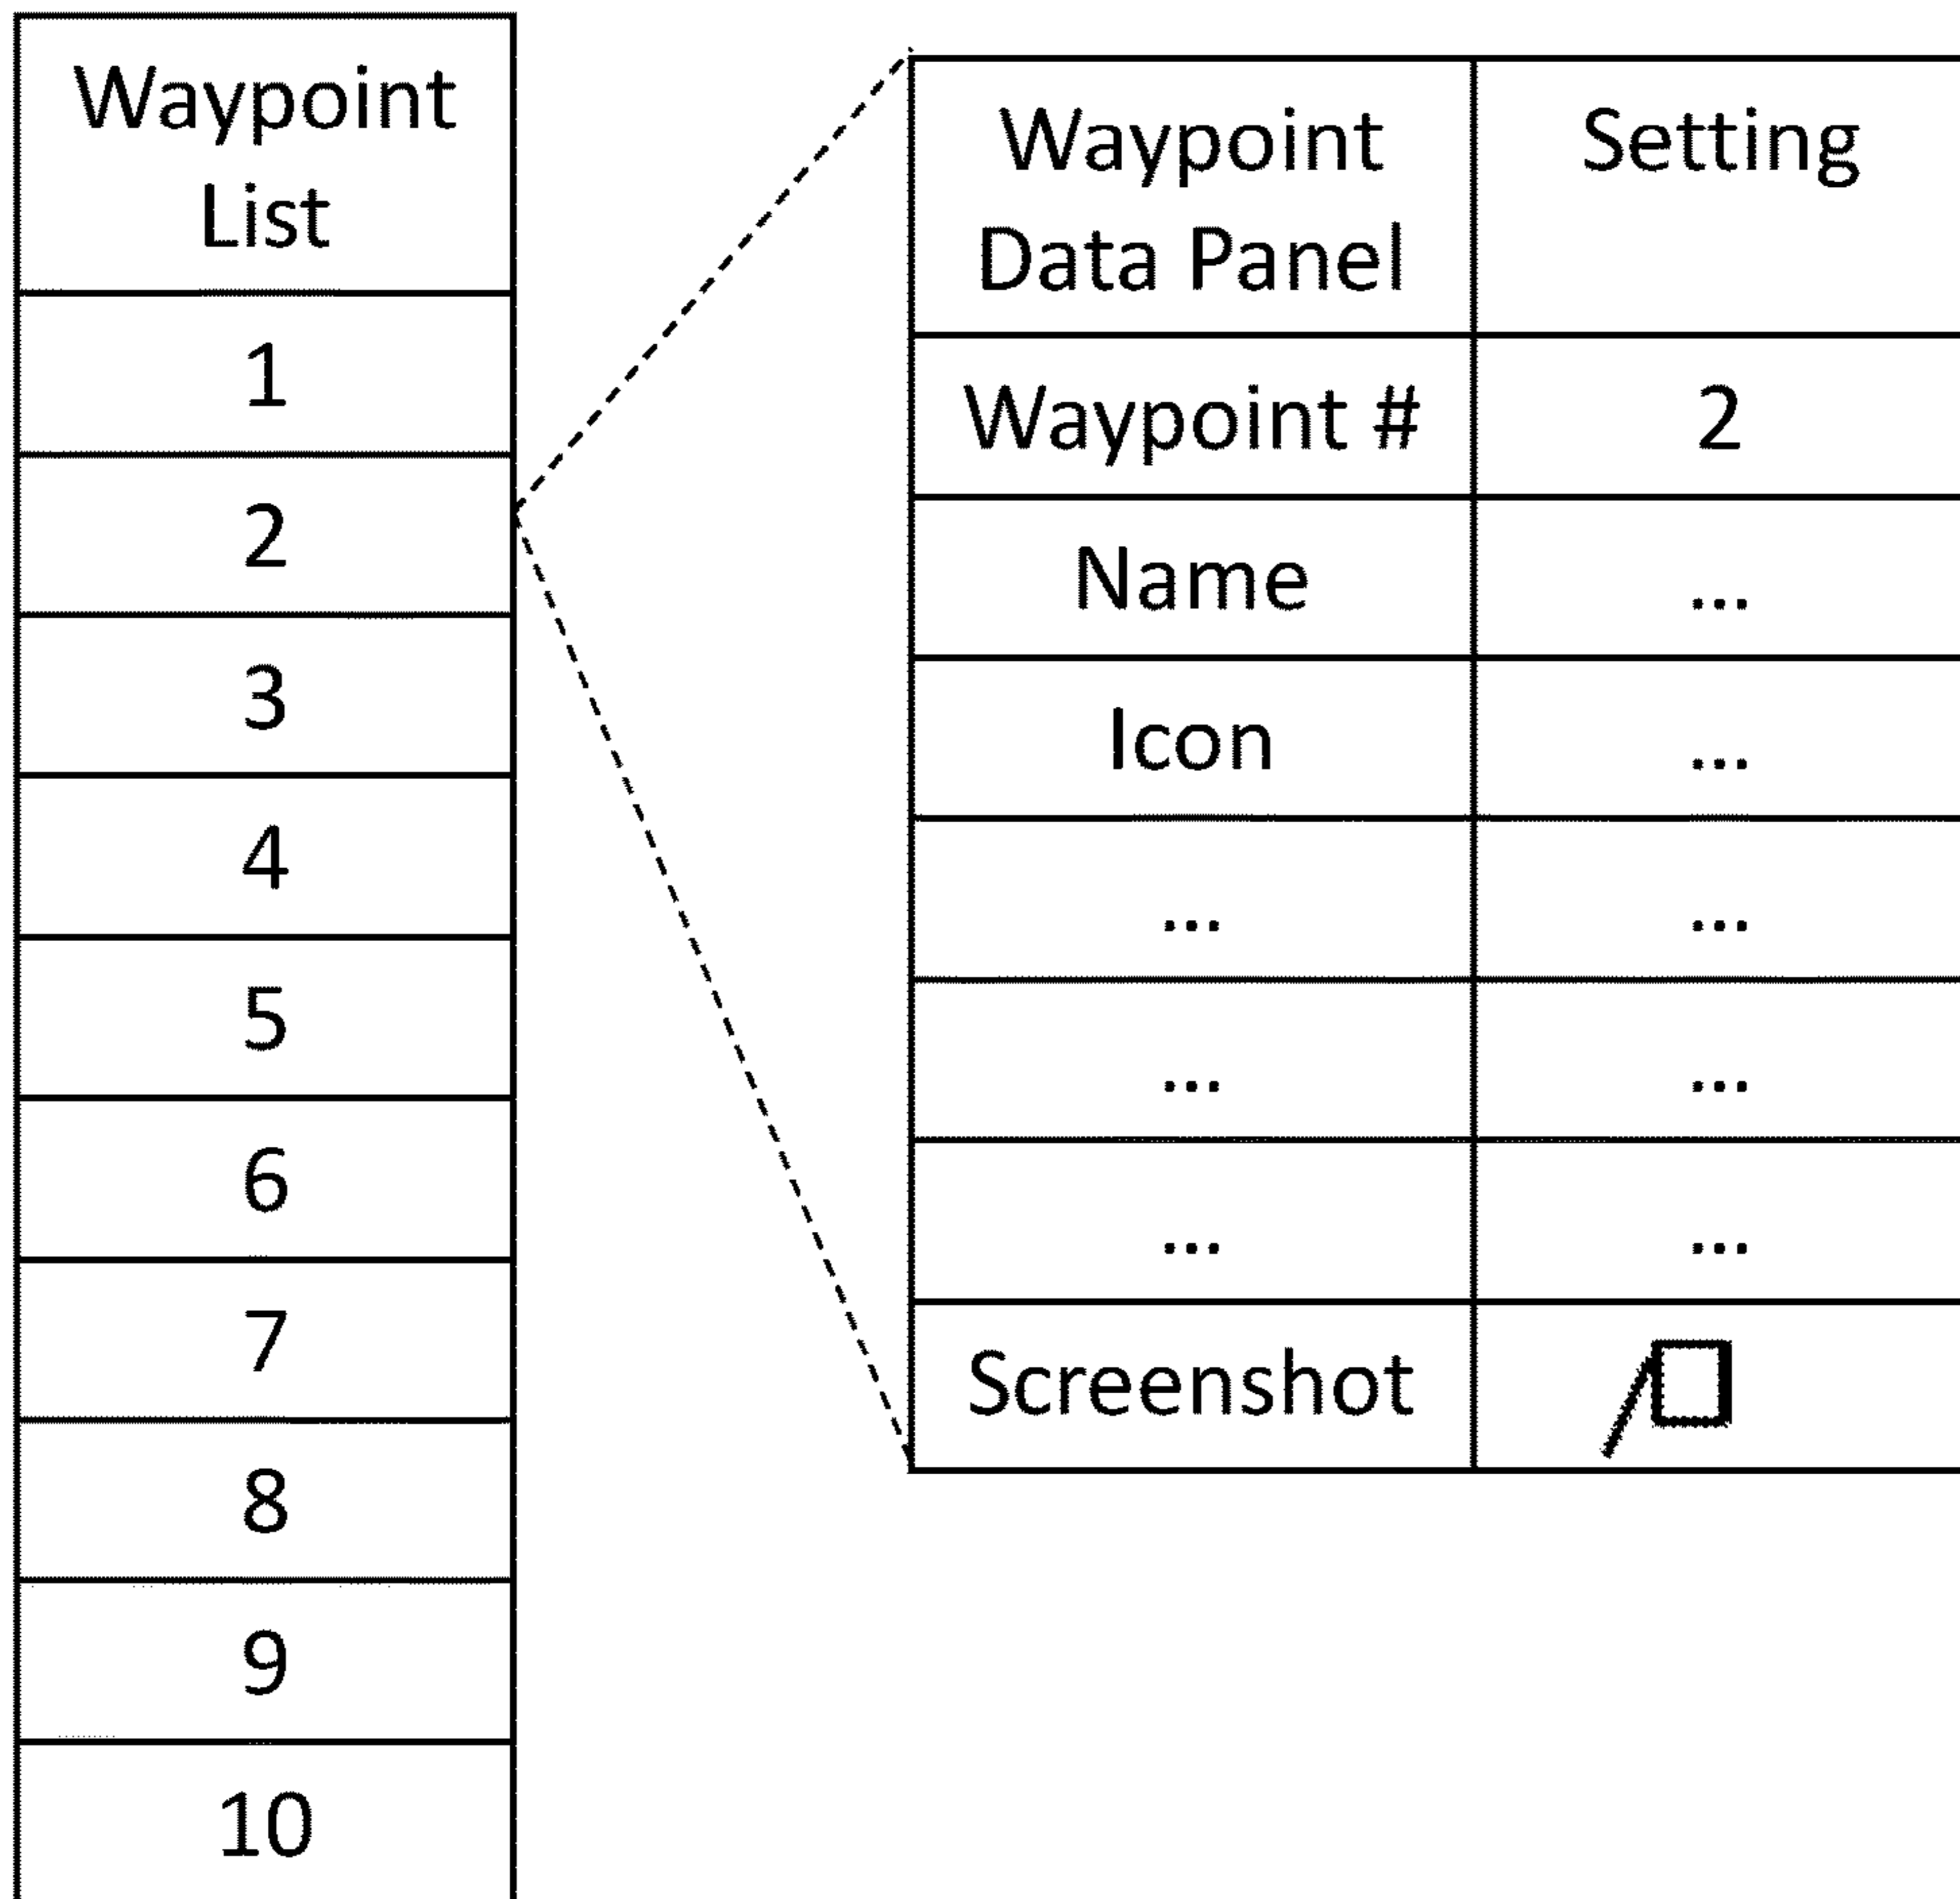 Waypoint
List
1
2
3
4
5
6
7
8
9
10
Waypoint
Data Panel
Setting
Waypoint # 2
Name ...
Icon ...
... ...
... ...
... ...
Screenshot